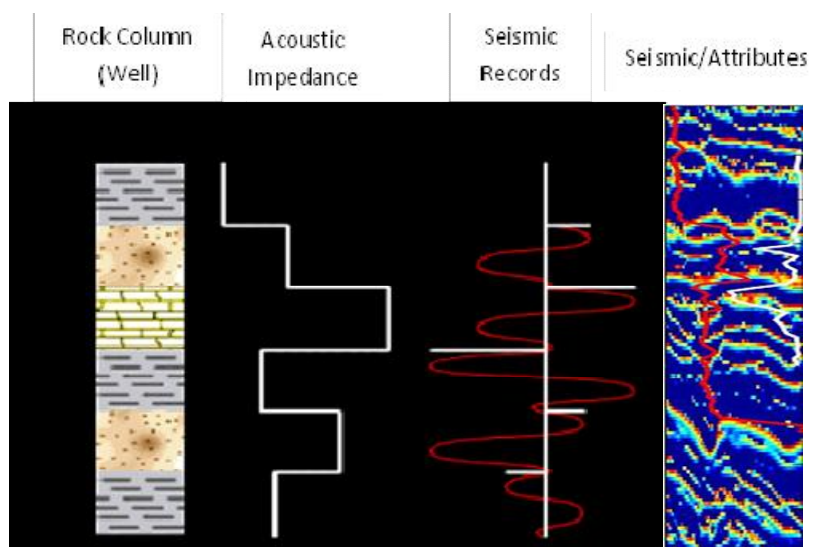 Rock Column
(Well)
Acoustic
Impedance
Seismic
Records
Seismic/Attributes